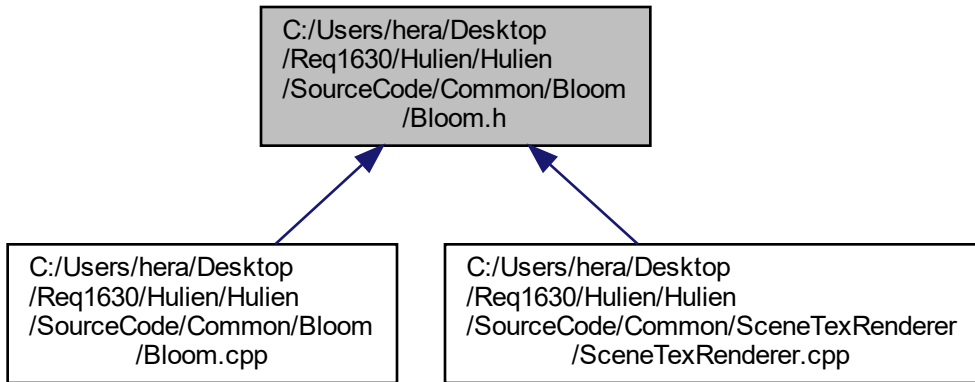 C:/Users/hera/Desktop
/Req1630/Hulien/Hulien
/SourceCode/Common/Bloom
/Bloom.h
C:/Users/hera/Desktop
/Req1630/Hulien/Hulien
/SourceCode/Common/Bloom
/Bloom.cpp
C:/Users/hera/Desktop
/Req1630/Hulien/Hulien
/SourceCode/Common/SceneTexRenderer
/SceneTexRenderer.cpp